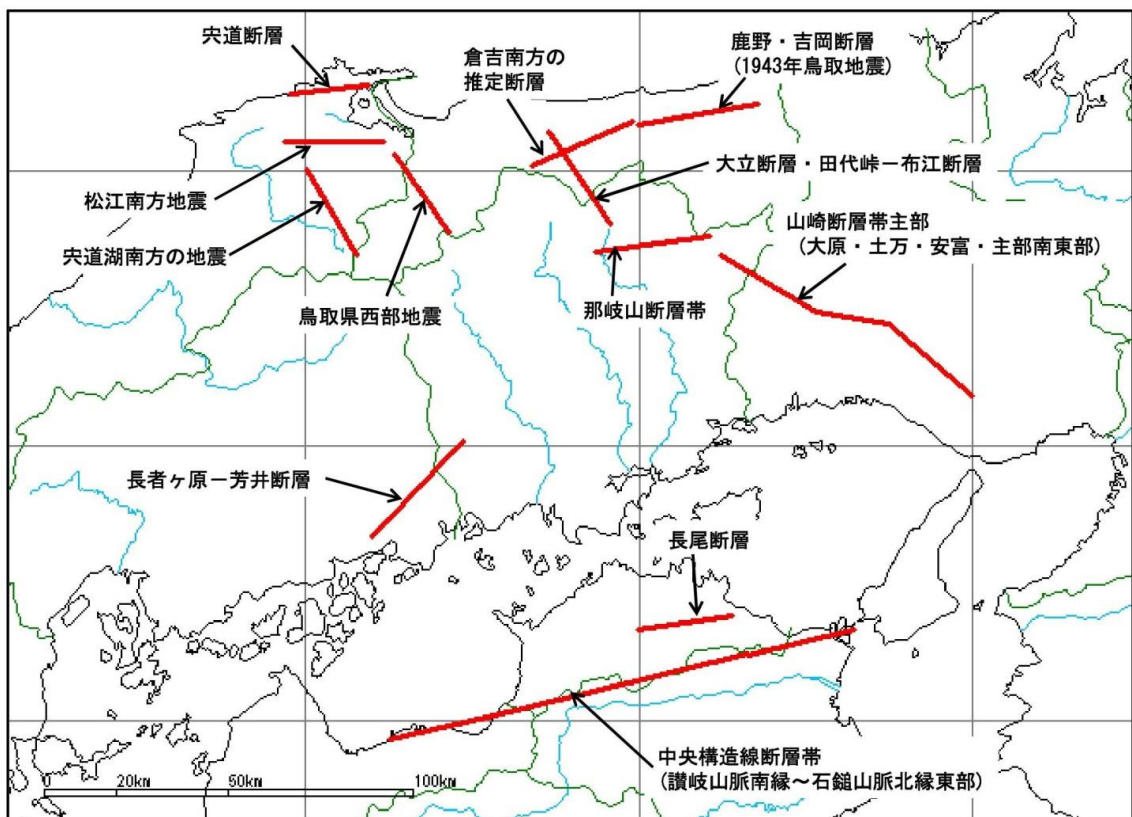 宍道断層
倉吉南方の
推定断層
鹿野・吉岡断層
(1943年鳥取地震)
大立断層・田代峠－布江断層
松江南方地震
山崎断層帯主部
(大原・土万・安富・主部南東部)
宍道湖南方の地震
鳥取県西部地震
那岐山断層帯
長者ヶ原－芳井断層
長尾断層
中央構造線断層帯
(讃岐山脈南縁～石鎚山脈北縁東部)
0 20km 50km 100km